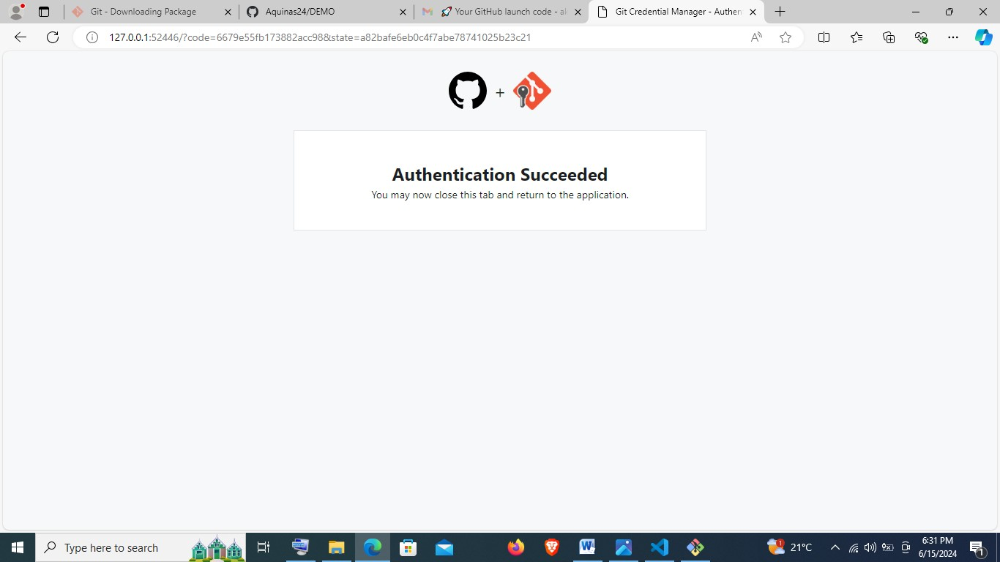 Git - Downloading Package
Aquinas24/DEMO
🚀 Your GitHub launch code - ak
Git Credential Manager - Authen
127.0.0.1:52446/?code=6679e55fb173882acc98&state=a82bafe6eb0c4f7abe78741025b23c21
+
Authentication Succeeded
You may now close this tab and return to the application.
Type here to search
1
21°C
6:31 PM
6/15/2024
1